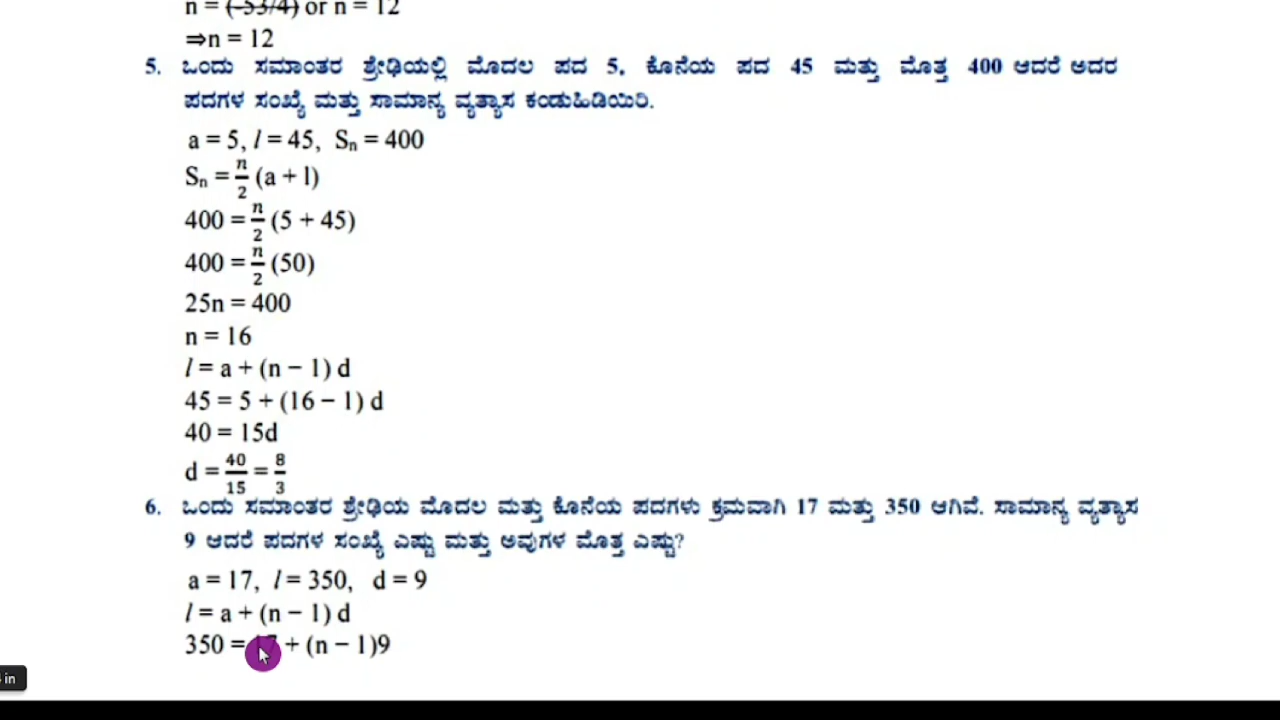 n = (-53/4) or n = 12
⇒n = 12
5. ಒಂದು ಸಮಾಂತರ ಶ್ರೇಢಿಯಲ್ಲಿ ಮೊದಲ ಪದ 5, ಕೊನೆಯ ಪದ 45 ಮತ್ತು ಮೊತ್ತ 400 ಆದರೆ ಅದರ
ಪದಗಳ ಸಂಖ್ಯೆ ಮತ್ತು ಸಾಮಾನ್ಯ ವ್ಯತ್ಯಾಸ ಕಂಡುಹಿಡಿಯಿರಿ.
a = 5, l = 45, Sn = 400
Sn = n/2 (a + l)
400 = n/2 (5 + 45)
400 = n/2 (50)
25n = 400
n = 16
l = a + (n − 1) d
45 = 5 + (16 − 1) d
40 = 15d
d = 40/15 = 8/3
6. ಒಂದು ಸಮಾಂತರ ಶ್ರೇಢಿಯ ಮೊದಲ ಮತ್ತು ಕೊನೆಯ ಪದಗಳು ಕ್ರಮವಾಗಿ 17 ಮತ್ತು 350 ಆಗಿವೆ. ಸಾಮಾನ್ಯ ವ್ಯತ್ಯಾಸ
9 ಆದರೆ ಪದಗಳ ಸಂಖ್ಯೆ ಎಷ್ಟು ಮತ್ತು ಅವುಗಳ ಮೊತ್ತ ಎಷ್ಟು?
a = 17, l = 350, d = 9
l = a + (n − 1) d
350 = 17 + (n − 1)9
in